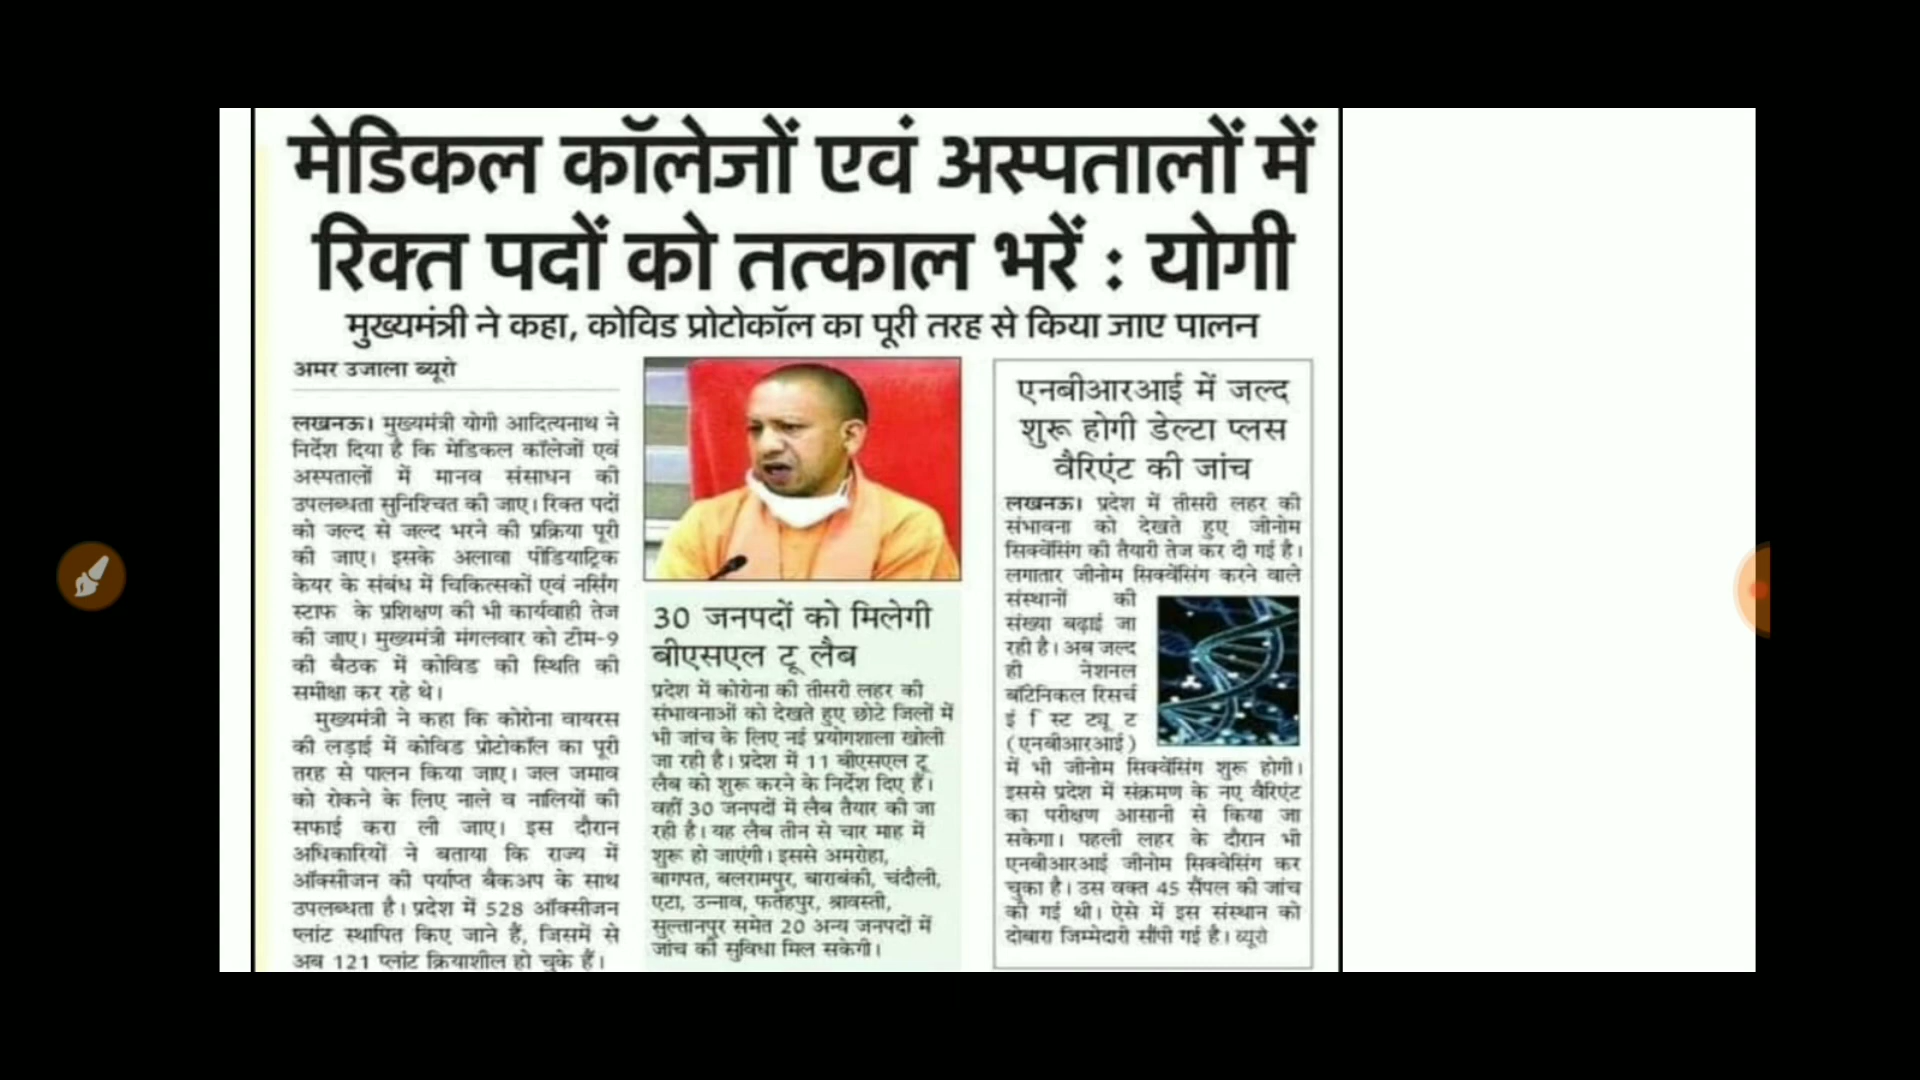 मेडिकल कॉलेजों एवं अस्पतालों में
रिक्त पदों को तत्काल भरें : योगी
मुख्यमंत्री ने कहा, कोविड प्रोटोकॉल का पूरी तरह से किया जाए पालन
अमर उजाला ब्यूरो
लखनऊ। मुख्यमंत्री योगी आदित्यनाथ ने
निर्देश दिया है कि मेडिकल कॉलेजों एवं
अस्पतालों में मानव संसाधन की
उपलब्धता सुनिश्चित की जाए। रिक्त पदों
को जल्द से जल्द भरने की प्रक्रिया पूरी
की जाए। इसके अलावा पीडियाट्रिक
केयर के संबंध में चिकित्सकों एवं नर्सिंग
स्टाफ के प्रशिक्षण की भी कार्यवाही तेज
की जाए। मुख्यमंत्री मंगलवार को टीम-9
की बैठक में कोविड की स्थिति की
समीक्षा कर रहे थे।
मुख्यमंत्री ने कहा कि कोरोना वायरस
की लड़ाई में कोविड प्रोटोकॉल का पूरी
तरह से पालन किया जाए। जल जमाव
को रोकने के लिए नाले व नालियों की
सफाई करा ली जाए। इस दौरान
अधिकारियों ने बताया कि राज्य में
ऑक्सीजन की पर्याप्त बैकअप के साथ
उपलब्धता है। प्रदेश में 528 ऑक्सीजन
प्लांट स्थापित किए जाने हैं, जिसमें से
अब 121 प्लांट क्रियाशील हो चुके हैं।
30 जनपदों को मिलेगी
बीएसएल टू लैब
प्रदेश में कोरोना की तीसरी लहर की
संभावनाओं को देखते हुए छोटे जिलों में
भी जांच के लिए नई प्रयोगशाला खोली
जा रही है। प्रदेश में 11 बीएसएल टू
लैब को शुरू करने के निर्देश दिए हैं।
वहीं 30 जनपदों में लैब तैयार की जा
रही है। यह लैब तीन से चार माह में
शुरू हो जाएंगी। इससे अमरोहा,
बागपत, बलरामपुर, बाराबंकी, चंदौली,
एटा, उन्नाव, फतेहपुर, श्रावस्ती,
सुल्तानपुर समेत 20 अन्य जनपदों में
जांच की सुविधा मिल सकेगी।
एनबीआरआई में जल्द
शुरू होगी डेल्टा प्लस
वैरिएंट की जांच
लखनऊ। प्रदेश में तीसरी लहर की
संभावना को देखते हुए जीनोम
सिक्वेंसिंग की तैयारी तेज कर दी गई है।
लगातार जीनोम सिक्वेंसिंग करने वाले
संस्थानों की
संख्या बढ़ाई जा
रही है। अब जल्द
ही नेशनल
बॉटेनिकल रिसर्च
(एनबीआरआई)
में भी जीनोम सिक्वेंसिंग शुरू होगी।
इससे प्रदेश में संक्रमण के नए वैरिएंट
का परीक्षण आसानी से किया जा
सकेगा। पहली लहर के दौरान भी
एनबीआरआई जीनोम सिक्वेंसिंग कर
चुका है। उस वक्त 45 सैंपल की जांच
की गई थी। ऐसे में इस संस्थान को
दोबारा जिम्मेदारी सौंपी गई है। ब्यूरो